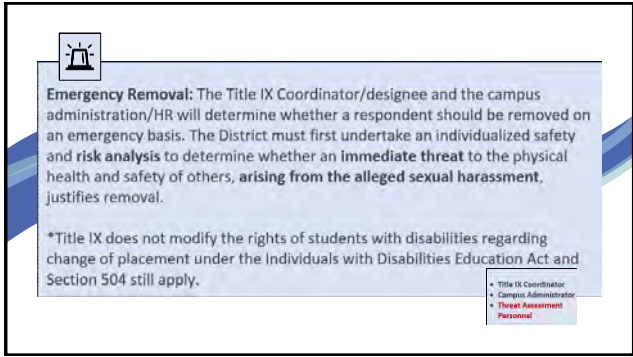 Emergency Removal: The Title IX Coordinator/designee and the campus
administration/HR will determine whether a respondent should be removed on
an emergency basis. The District must first undertake an individualized safety
and risk analysis to determine whether an immediate threat to the physical
health and safety of others, arising from the alleged sexual harassment,
justifies removal.
*Title IX does not modify the rights of students with disabilities regarding
change of placement under the Individuals with Disabilities Education Act and
Section 504 still apply.
• Title IX Coordinator
• Campus Administrator
• Threat Assessment
Personnel